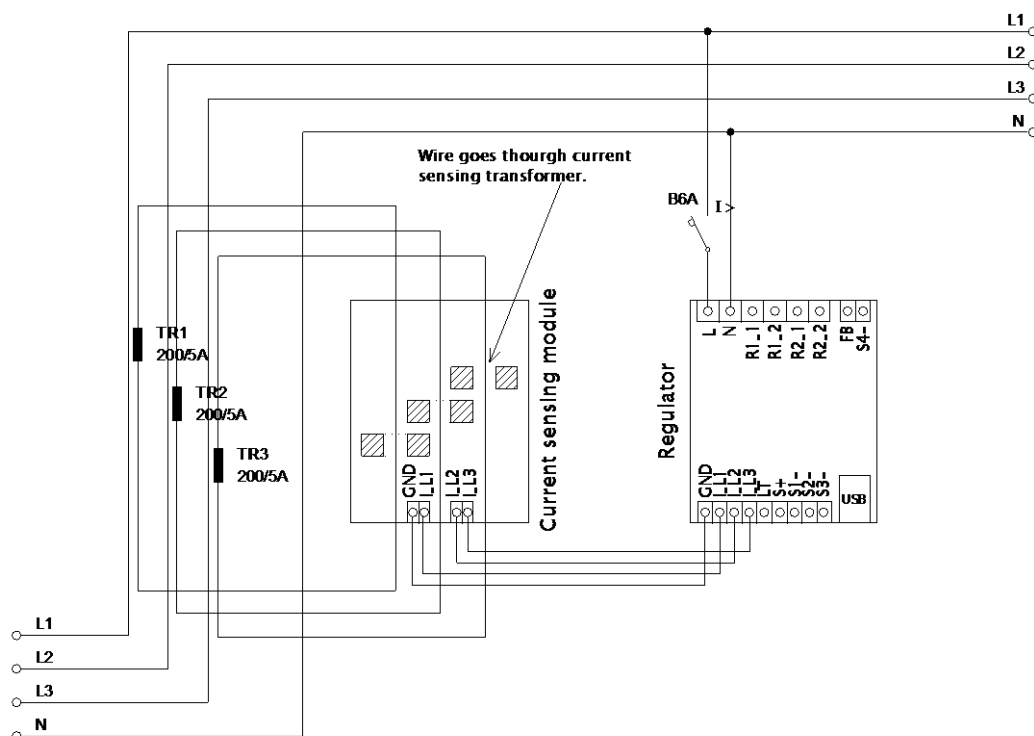 L1
L2
L3
N
Wire goes thourgh current
sensing transformer.
B6A
I >
TR1
200/5A
TR2
200/5A
TR3
200/5A
Current sensing module
GND
I_L1
I_L2
I_L3
Regulator
L
N
R1_1
R1_2
R2_1
R2_2
FB
S4-
GND
I_L1
I_L2
I_L3
LT
S+
S1-
S2-
S3-
USB
L1
L2
L3
N